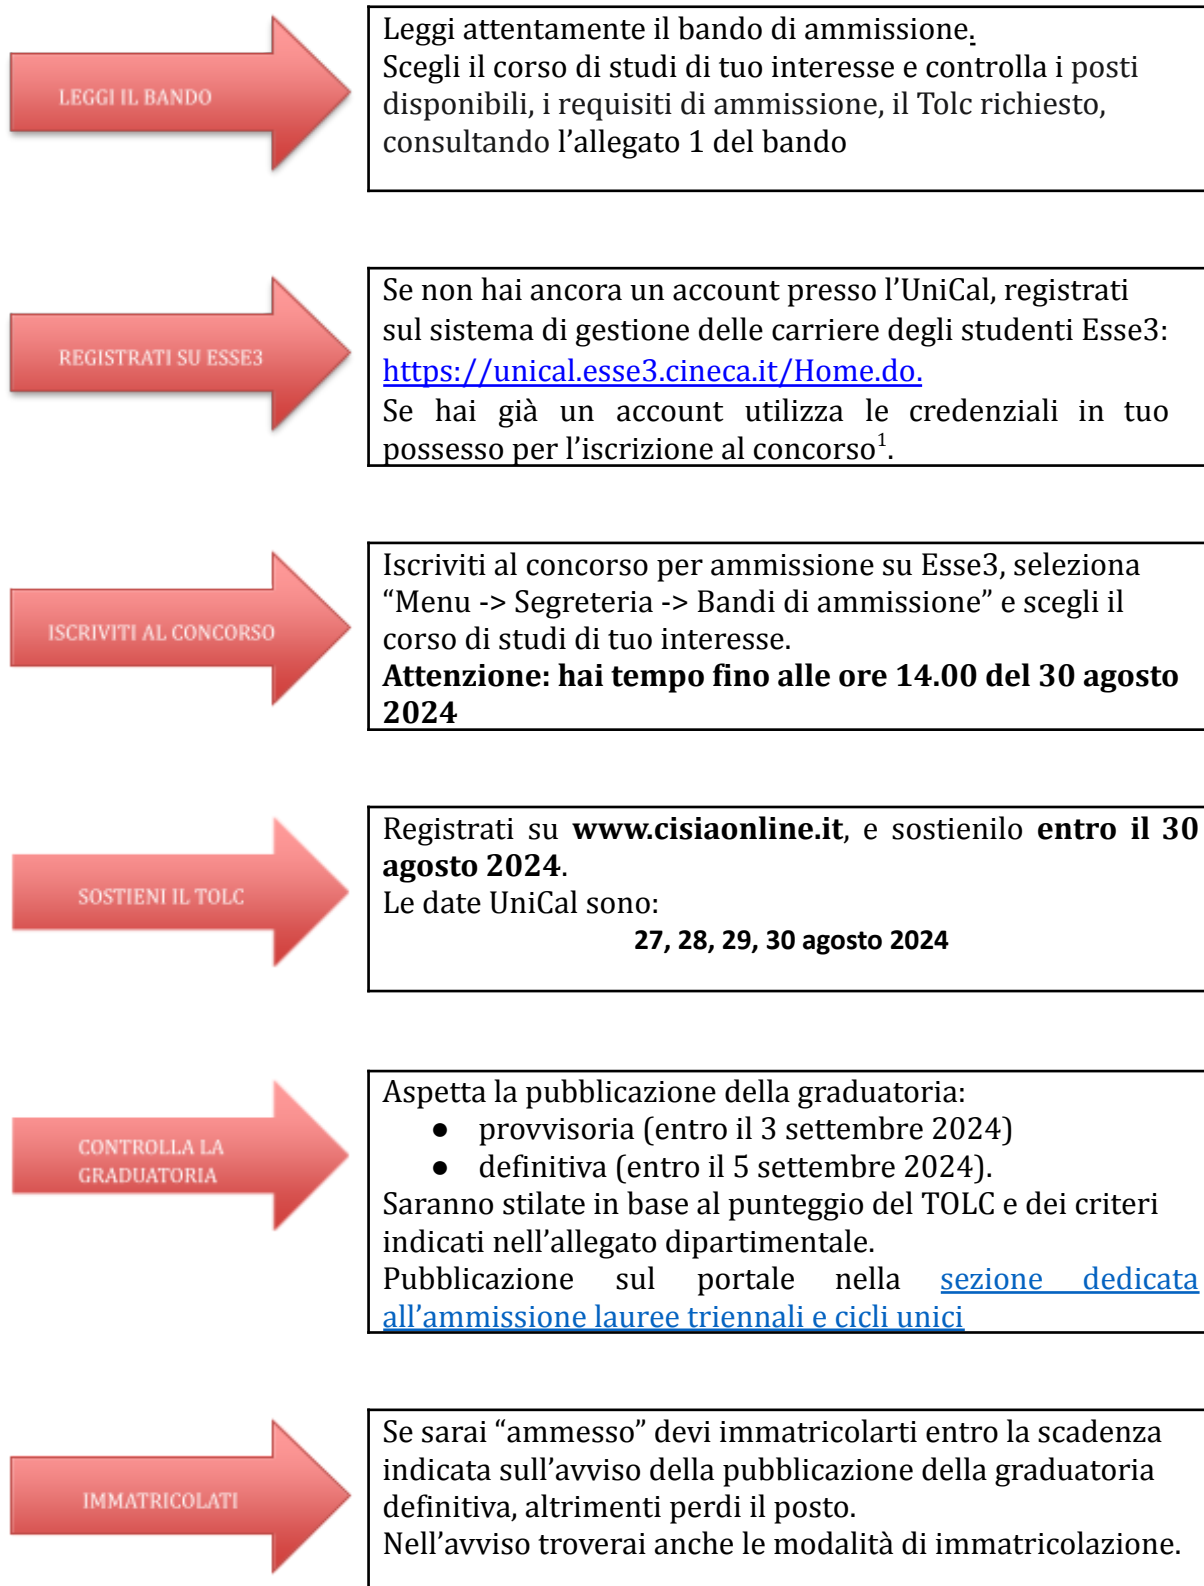 LEGGI IL BANDO
Leggi attentamente il bando di ammissione.
Scegli il corso di studi di tuo interesse e controlla i posti
disponibili, i requisiti di ammissione, il Tolc richiesto,
consultando l’allegato 1 del bando
REGISTRATI SU ESSE3
Se non hai ancora un account presso l’UniCal, registrati
sul sistema di gestione delle carriere degli studenti Esse3:
https://unical.esse3.cineca.it/Home.do.
Se hai già un account utilizza le credenziali in tuo
possesso per l’iscrizione al concorso¹.
ISCRIVITI AL CONCORSO
Iscriviti al concorso per ammissione su Esse3, seleziona
“Menu -> Segreteria -> Bandi di ammissione” e scegli il
corso di studi di tuo interesse.
Attenzione: hai tempo fino alle ore 14.00 del 30 agosto
2024
SOSTIENI IL TOLC
Registrati su www.cisiaonline.it, e sostienilo entro il 30
agosto 2024.
Le date UniCal sono:
27, 28, 29, 30 agosto 2024
CONTROLLA LA
GRADUATORIA
Aspetta la pubblicazione della graduatoria:
● provvisoria (entro il 3 settembre 2024)
● definitiva (entro il 5 settembre 2024).
Saranno stilate in base al punteggio del TOLC e dei criteri
indicati nell’allegato dipartimentale.
Pubblicazione sul portale nella sezione dedicata
all’ammissione lauree triennali e cicli unici
IMMATRICOLATI
Se sarai “ammesso” devi immatricolarti entro la scadenza
indicata sull’avviso della pubblicazione della graduatoria
definitiva, altrimenti perdi il posto.
Nell’avviso troverai anche le modalità di immatricolazione.